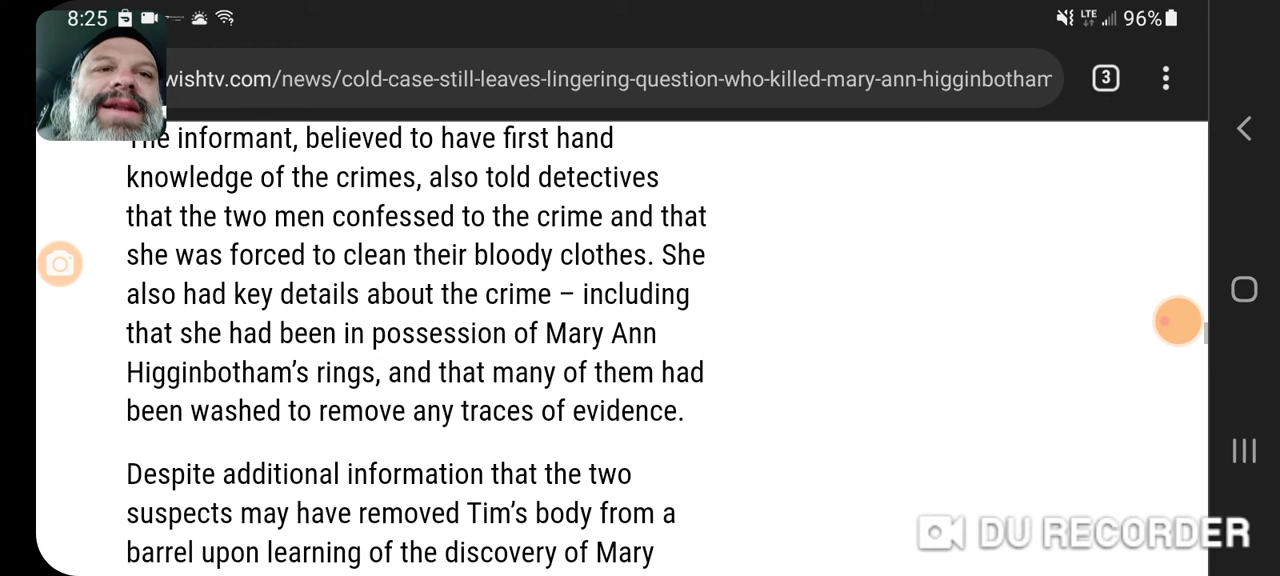 8:25
LTE
96%
wishtv.com/news/cold-case-still-leaves-lingering-question-who-killed-mary-ann-higginbotham
3
The informant, believed to have first hand
knowledge of the crimes, also told detectives
that the two men confessed to the crime and that
she was forced to clean their bloody clothes. She
also had key details about the crime – including
that she had been in possession of Mary Ann
Higginbotham's rings, and that many of them had
been washed to remove any traces of evidence.
Despite additional information that the two
suspects may have removed Tim's body from a
barrel upon learning of the discovery of Mary
DU RECORDER